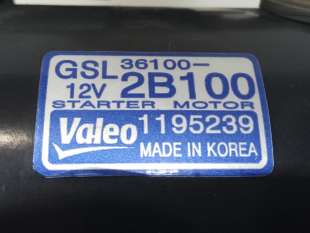 GSL 36100-
12V 2B100
STARTER MOTOR
Valeo 1195239
MADE IN KOREA